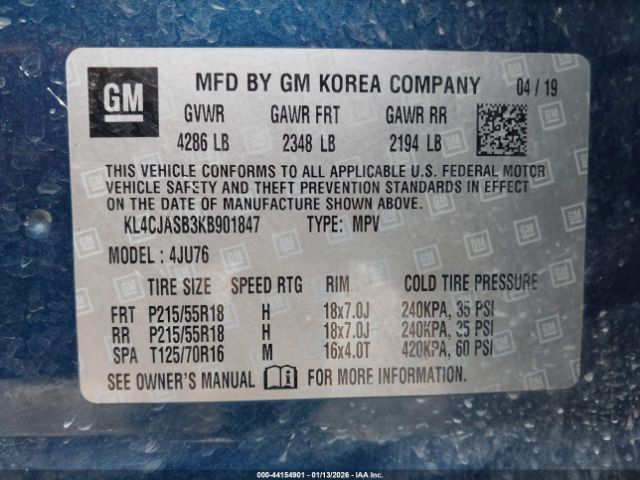 GM
MFD BY GM KOREA COMPANY 04 / 19
GVWR GAWR FRT GAWR RR
4286 LB 2348 LB 2194 LB
THIS VEHICLE CONFORMS TO ALL APPLICABLE U.S. FEDERAL MOTOR
VEHICLE SAFETY AND THEFT PREVENTION STANDARDS IN EFFECT
ON THE DATE OF MANUFACTURE SHOWN ABOVE.
KL4CJASB3KB901847 TYPE: MPV
MODEL : 4JU76
TIRE SIZE SPEED RTG RIM COLD TIRE PRESSURE
FRT P215/55R18 H 18x7.0J 240KPA, 35 PSI
RR P215/55R18 H 18x7.0J 240KPA, 35 PSI
SPA T125/70R16 M 16x4.0T 420KPA, 60 PSI
SEE OWNER'S MANUAL FOR MORE INFORMATION.
000-44154901 - 01/13/2026 - IAA Inc.